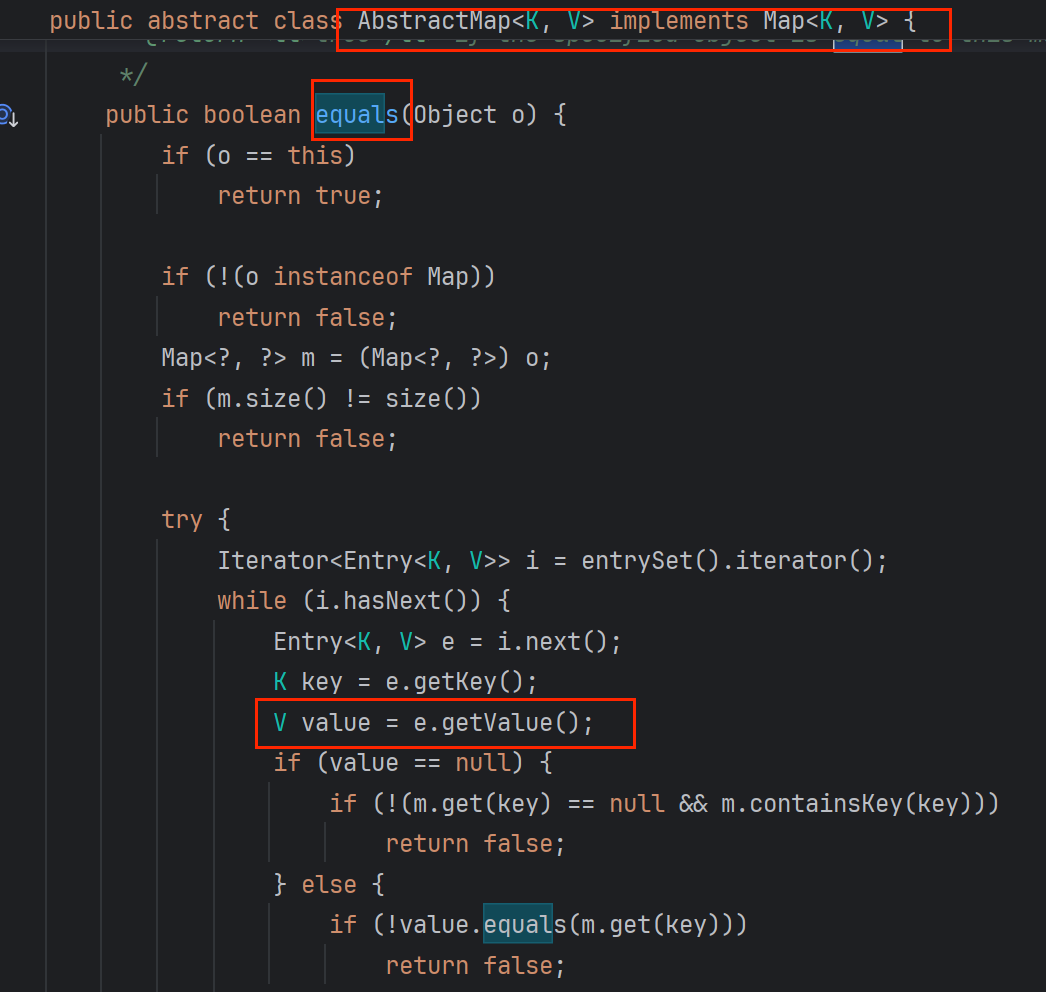 public abstract class AbstractMap<K, V> implements Map<K, V> {
*/
public boolean equals(Object o) {
if (o == this)
return true;
if (!(o instanceof Map))
return false;
Map<?, ?> m = (Map<?, ?>) o;
if (m.size() != size())
return false;
try {
Iterator<Entry<K, V>> i = entrySet().iterator();
while (i.hasNext()) {
Entry<K, V> e = i.next();
K key = e.getKey();
V value = e.getValue();
if (value == null) {
if (!(m.get(key) == null && m.containsKey(key)))
return false;
} else {
if (!value.equals(m.get(key)))
return false;